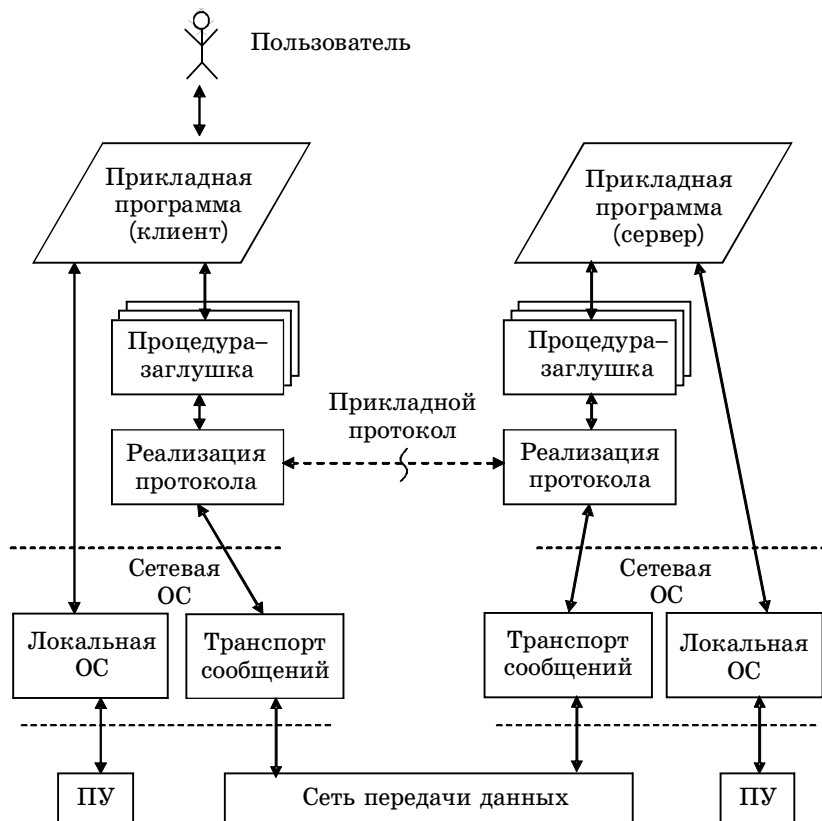 Пользователь
Прикладная
программа
(клиент)
Прикладная
программа
(сервер)
Процедура–
заглушка
Процедура–
заглушка
Прикладной
протокол
Реализация
протокола
Реализация
протокола
Сетевая
ОС
Сетевая
ОС
Локальная
ОС
Транспорт
сообщений
Транспорт
сообщений
Локальная
ОС
ПУ
Сеть передачи данных
ПУ